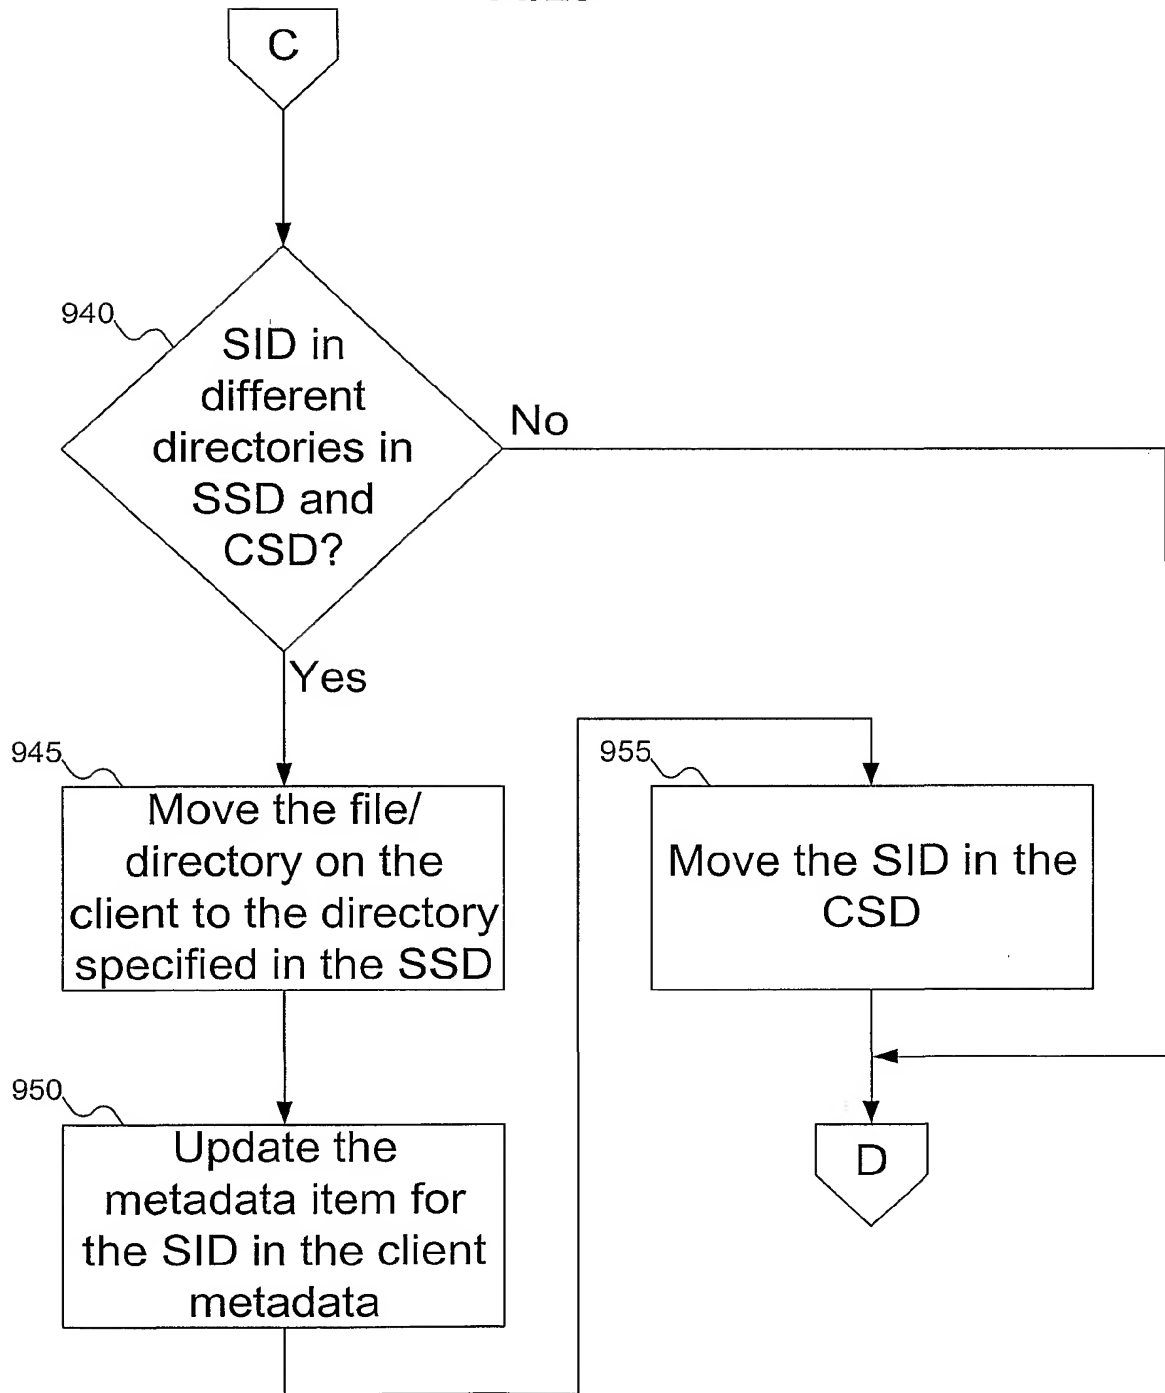 C
940
SID in
different
directories in
SSD and
CSD?
No
Yes
945
Move the file/
directory on the
client to the directory
specified in the SSD
955
Move the SID in the
CSD
950
Update the
metadata item for
the SID in the client
metadata
D